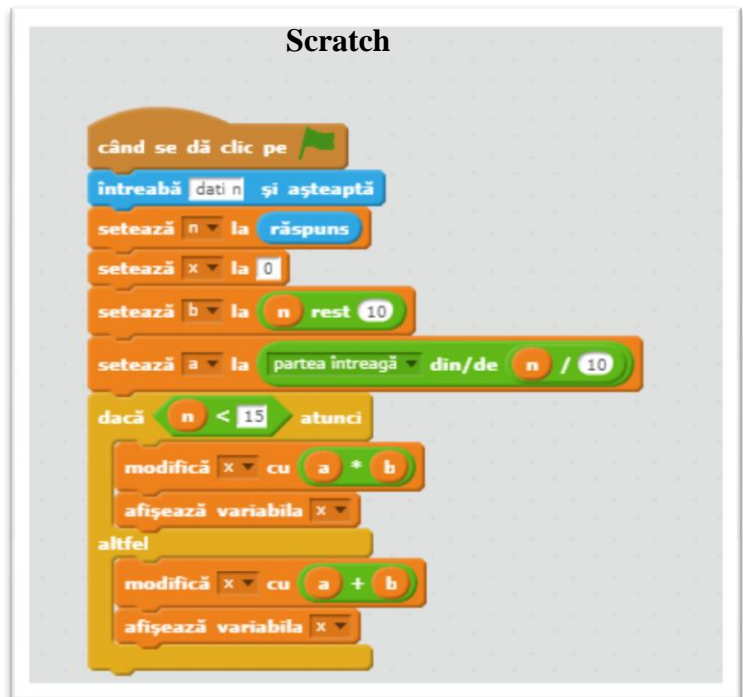 Scratch
când se dă clic pe
întreabă dati n și așteaptă
setează n la răspuns
setează x la 0
setează b la n rest 10
setează a la partea întreagă din/de n / 10
dacă n < 15 atunci
modifică x cu a * b
afișează variabila x
altfel
modifică x cu a + b
afișează variabila x